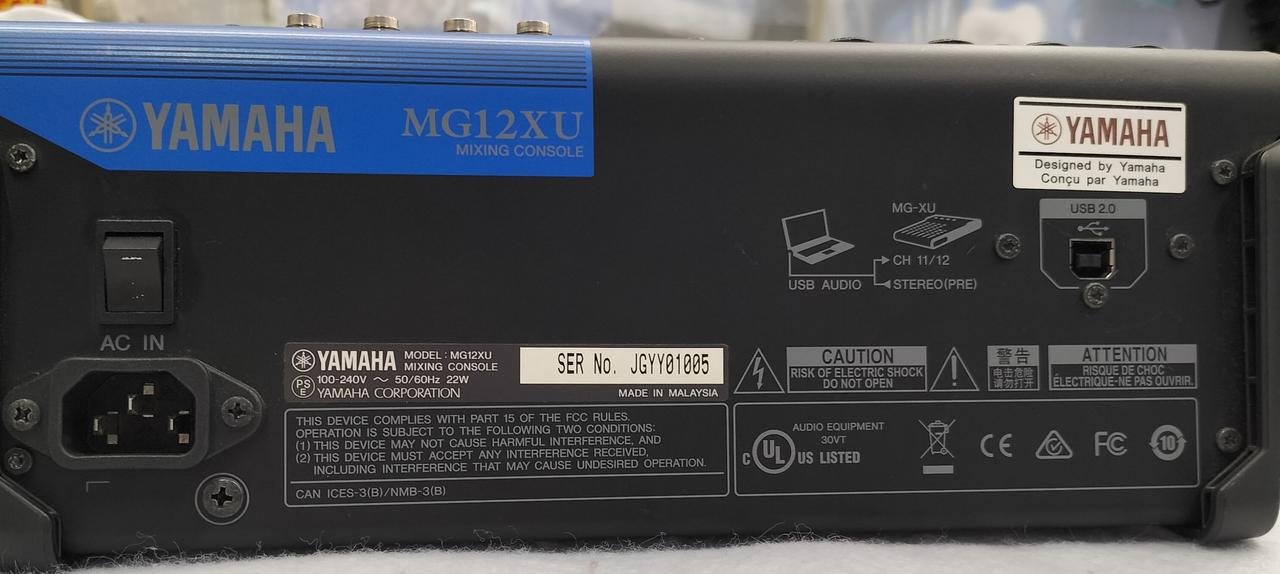 YAMAHA
MG12XU
MIXING CONSOLE
YAMAHA
Designed by Yamaha
Conçu par Yamaha
MG-XU
USB 2.0
CH 11/12
USB AUDIO
STEREO(PRE)
AC IN
YAMAHA
MODEL : MG12XU
MIXING CONSOLE
SER No. JGYY01005
PS
E
100-240V ～ 50/60Hz 22W
YAMAHA CORPORATION
MADE IN MALAYSIA
CAUTION
RISK OF ELECTRIC SHOCK
DO NOT OPEN
警告
电击危险
请勿打开
ATTENTION
RISQUE DE CHOC
ÉLECTRIQUE-NE PAS OUVRIR.
THIS DEVICE COMPLIES WITH PART 15 OF THE FCC RULES.
OPERATION IS SUBJECT TO THE FOLLOWING TWO CONDITIONS:
(1) THIS DEVICE MAY NOT CAUSE HARMFUL INTERFERENCE, AND
(2) THIS DEVICE MUST ACCEPT ANY INTERFERENCE RECEIVED,
INCLUDING INTERFERENCE THAT MAY CAUSE UNDESIRED OPERATION.
CAN ICES-3(B)/NMB-3(B)
AUDIO EQUIPMENT
30VT
C UL US LISTED
CE
FC
10